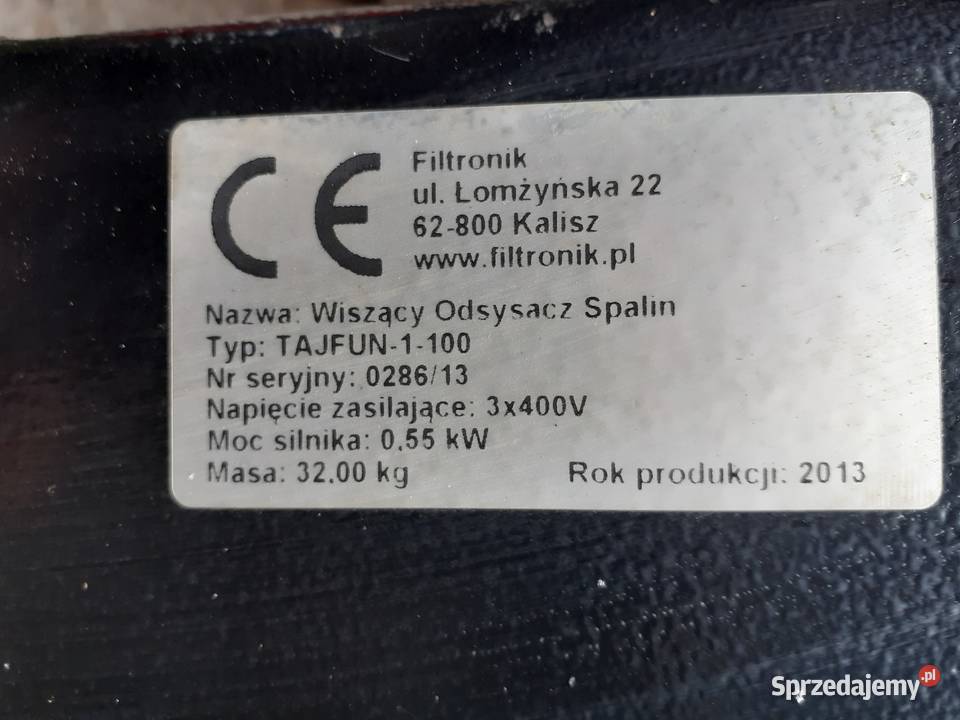 CE
Filtronik
ul. Łomżyńska 22
62-800 Kalisz
www.filtronik.pl
Nazwa: Wiszący Odsysacz Spalin
Typ: TAJFUN-1-100
Nr seryjny: 0286/13
Napięcie zasilające: 3x400V
Moc silnika: 0,55 kW
Masa: 32.00 kg
Rok produkcji: 2013
Sprzedajemy.pl